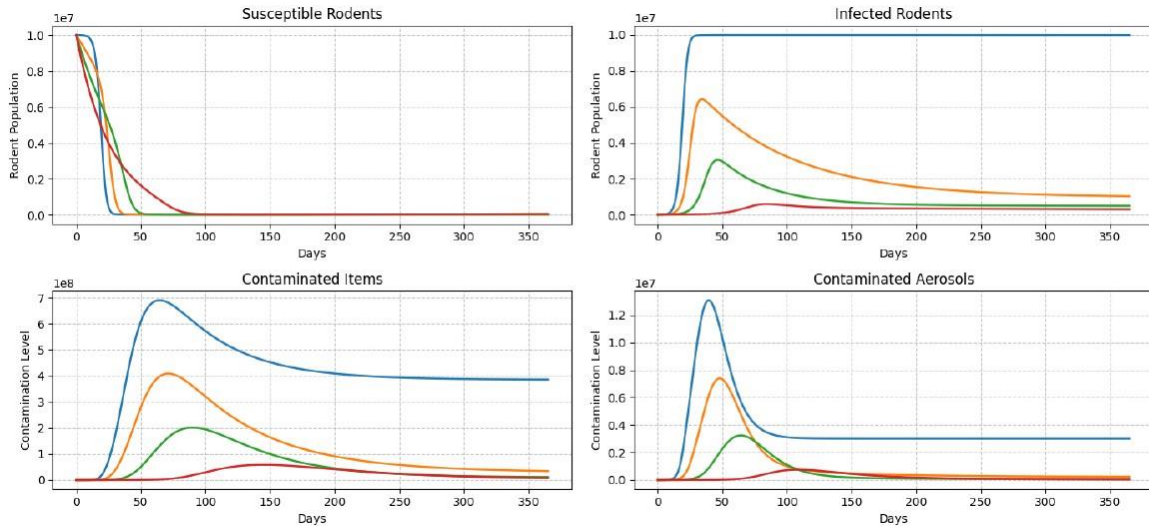 Susceptible Rodents
1e7
1.0
0.8
0.6
0.4
0.2
0.0
Rodent Population
0 50 100 150 200 250 300 350
Days
Infected Rodents
1e7
1.0
0.8
0.6
0.4
0.2
0.0
Rodent Population
0 50 100 150 200 250 300 350
Days
Contaminated Items
1e8
7
6
5
4
3
2
1
0
Contamination Level
0 50 100 150 200 250 300 350
Days
Contaminated Aerosols
1e7
1.2
1.0
0.8
0.6
0.4
0.2
0.0
Contamination Level
0 50 100 150 200 250 300 350
Days